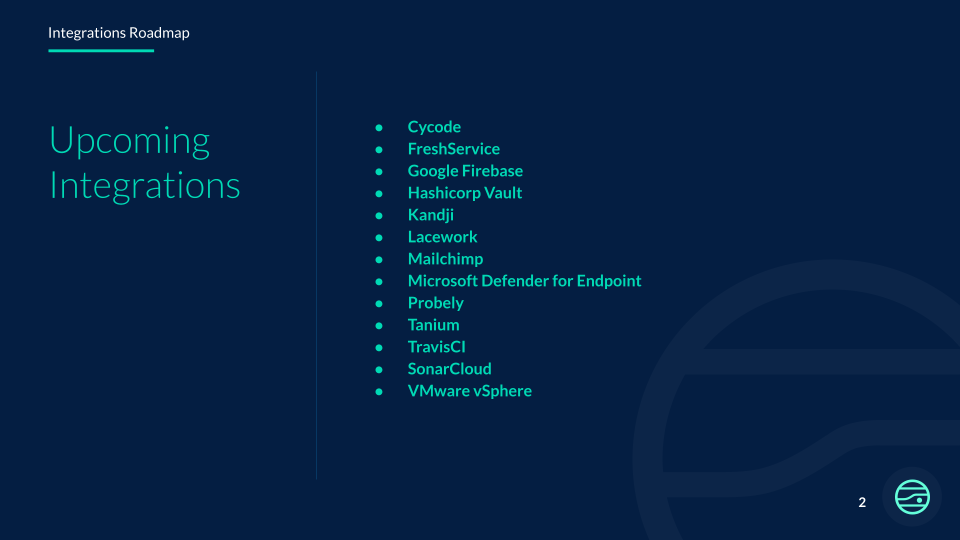 Integrations Roadmap
Upcoming
Integrations
● Cycode
● FreshService
● Google Firebase
● Hashicorp Vault
● Kandji
● Lacework
● Mailchimp
● Microsoft Defender for Endpoint
● Probely
● Tanium
● TravisCI
● SonarCloud
● VMware vSphere
2